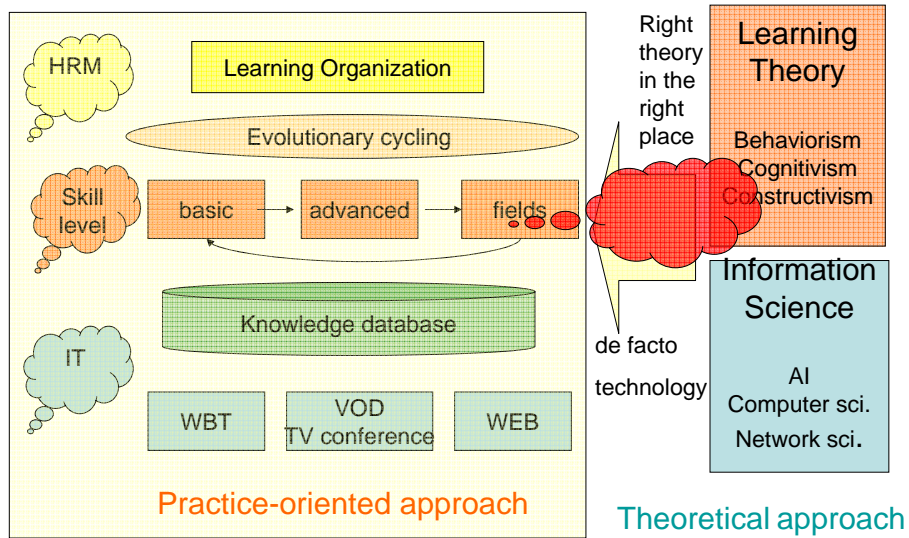 HRM
Learning Organization
Evolutionary cycling
Skill
level
basic
advanced
fields
Knowledge database
IT
WBT
VOD
TV conference
WEB
Practice-oriented approach
Right
theory
in the
right
place
de facto
technology
Learning
Theory
Behaviorism
Cognitivism
Constructivism
Information
Science
AI
Computer sci.
Network sci.
Theoretical approach